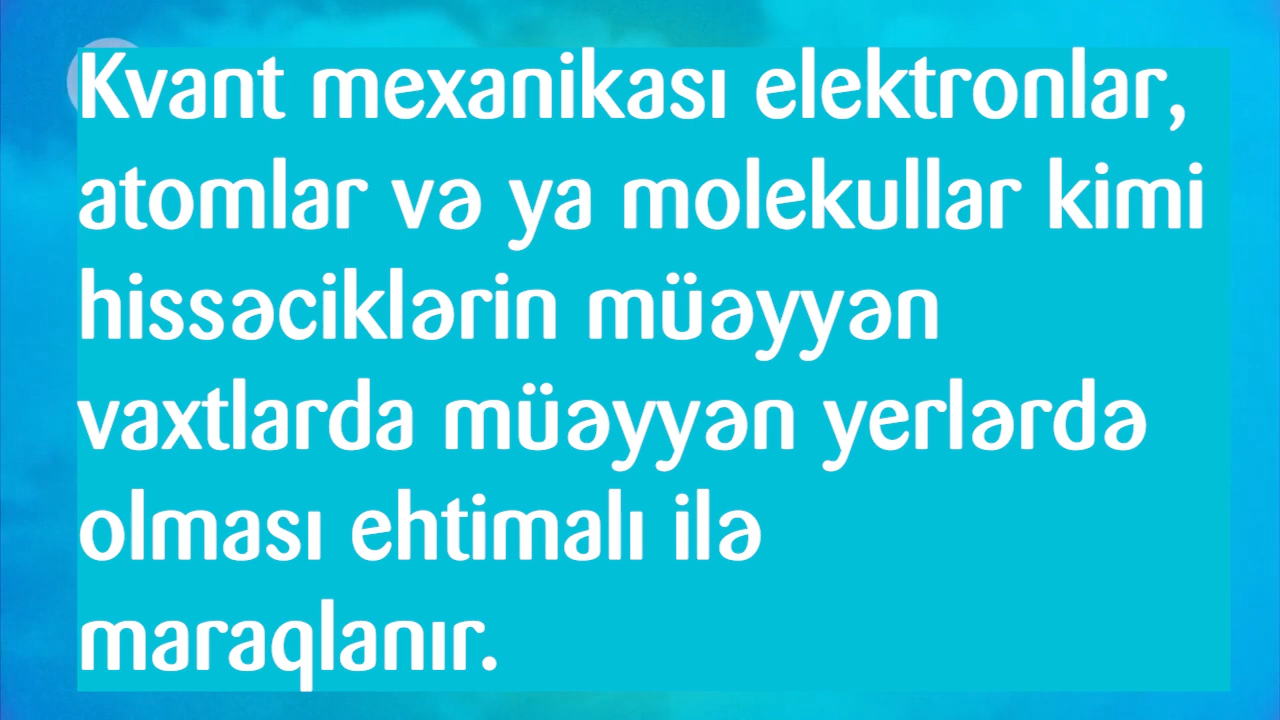 Kvant mexanikası elektronlar,
atomlar və ya molekullar kimi
hissəciklərin müəyyən
vaxtlarda müəyyən yerlərdə
olması ehtimalı ilə
maraqlanır.